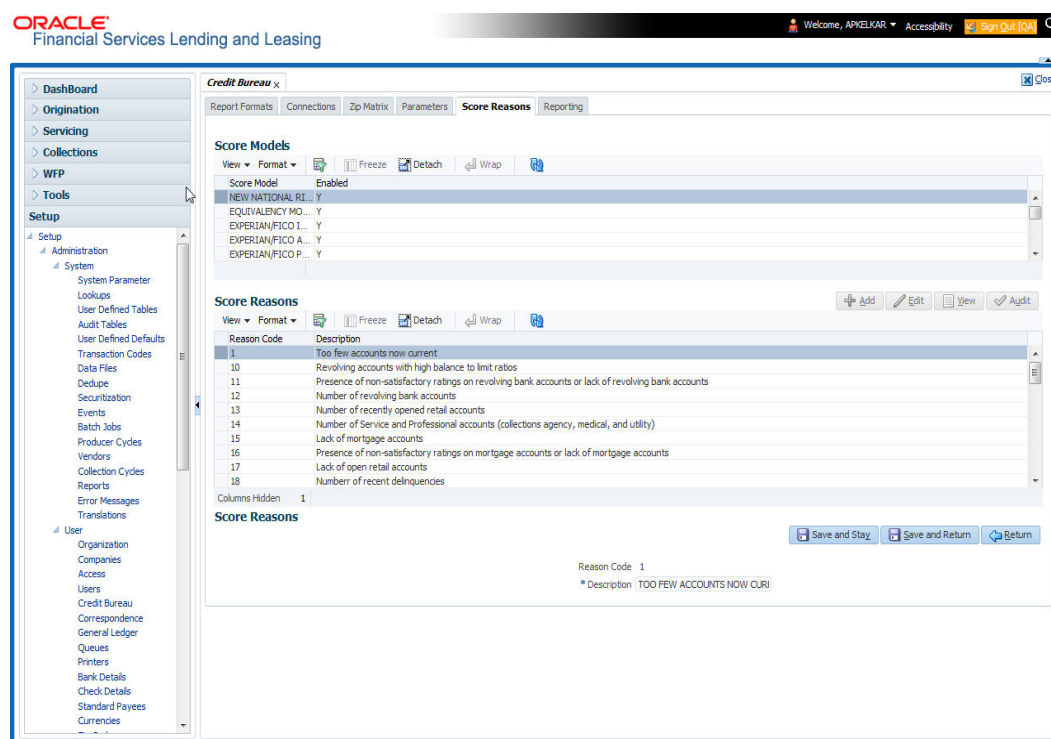 ORACLE
Financial Services Lending and Leasing
Welcome, APKELKAR Accessibility Sign Out [QA]
DashBoard
Origination
Servicing
Collections
WFP
Tools
Setup
Setup
Administration
System
System Parameter
Lookups
User Defined Tables
Audit Tables
User Defined Defaults
Transaction Codes
Data Files
Dedupe
Securitization
Events
Batch Jobs
Producer Cycles
Vendors
Collection Cycles
Reports
Error Messages
Translations
User
Organization
Companies
Access
Users
Credit Bureau
Correspondence
General Ledger
Queues
Printers
Bank Details
Check Details
Standard Payees
Currencies
Credit Bureau x
Clos
Report Formats Connections Zip Matrix Parameters Score Reasons Reporting
Score Models
View Format Freeze Detach Wrap
Score Model Enabled
NEW NATIONAL RI... Y
EQUIVALENCY MO... Y
EXPERIAN/FICO I... Y
EXPERIAN/FICO A... Y
EXPERIAN/FICO P... Y
Score Reasons
Add Edit View Audit
View Format Freeze Detach Wrap
Reason Code Description
1 Too few accounts now current
10 Revolving accounts with high balance to limit ratios
11 Presence of non-satisfactory ratings on revolving bank accounts or lack of revolving bank accounts
12 Number of revolving bank accounts
13 Number of recently opened retail accounts
14 Number of Service and Professional accounts (collections agency, medical, and utility)
15 Lack of mortgage accounts
16 Presence of non-satisfactory ratings on mortgage accounts or lack of mortgage accounts
17 Lack of open retail accounts
18 Numberr of recent delinquencies
Columns Hidden 1
Score Reasons
Save and Stay Save and Return Return
Reason Code 1
* Description TOO FEW ACCOUNTS NOW CURI